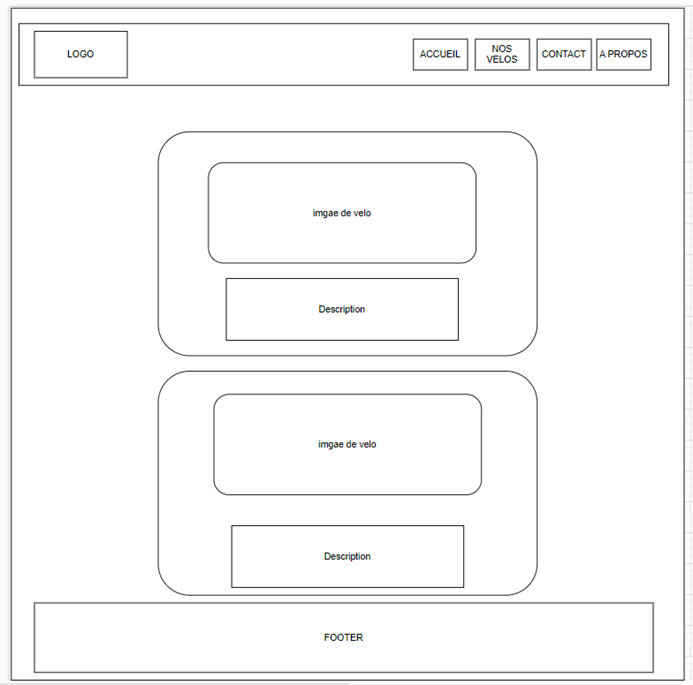 LOGO
ACCUEIL
NOS
VELOS
CONTACT
A PROPOS
imgae de velo
Description
imgae de velo
Description
FOOTER